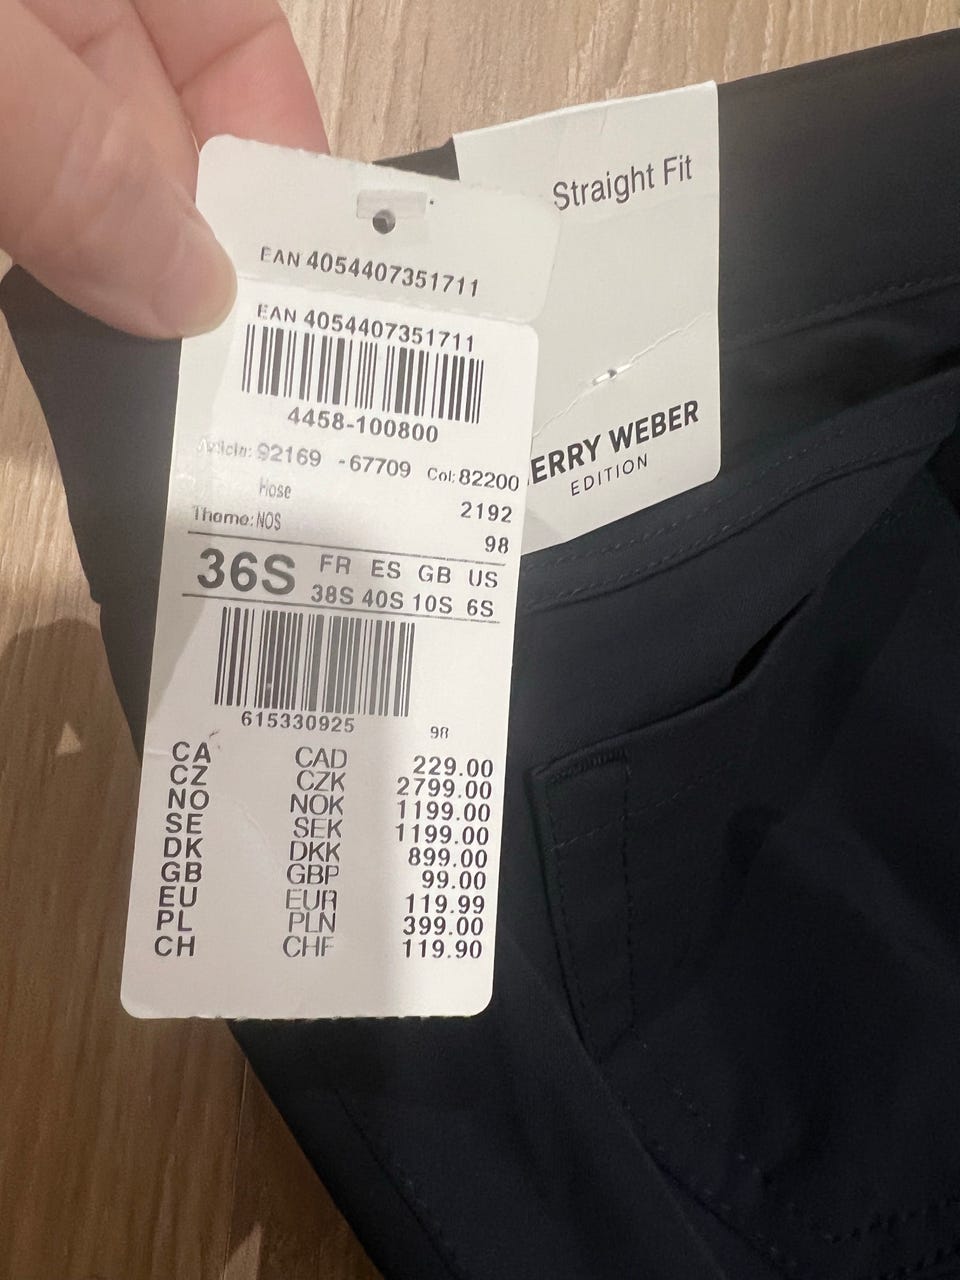 Straight Fit
EAN 4054407351711
EAN 4054407351711
4458-100800
92169 -67709 Col: 82200
Hose 2192
Theme: NOS
98
36S FR ES GB US
38S 40S 10S 6S
615330925 98
CA CAD 229.00
CZ CZK 2799.00
NO NOK 1199.00
SE SEK 1199.00
DK DKK 899.00
GB GBP 99.00
EU EUR 119.99
PL PLN 399.00
CH CHF 119.90
ERRY WEBER
EDITION